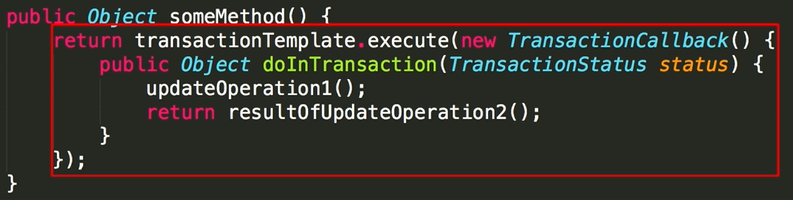 public Object someMethod() {
    return transactionTemplate.execute(new TransactionCallback() {
        public Object doInTransaction(TransactionStatus status) {
            updateOperation1();
            return resultOfUpdateOperation2();
        }
    });
}